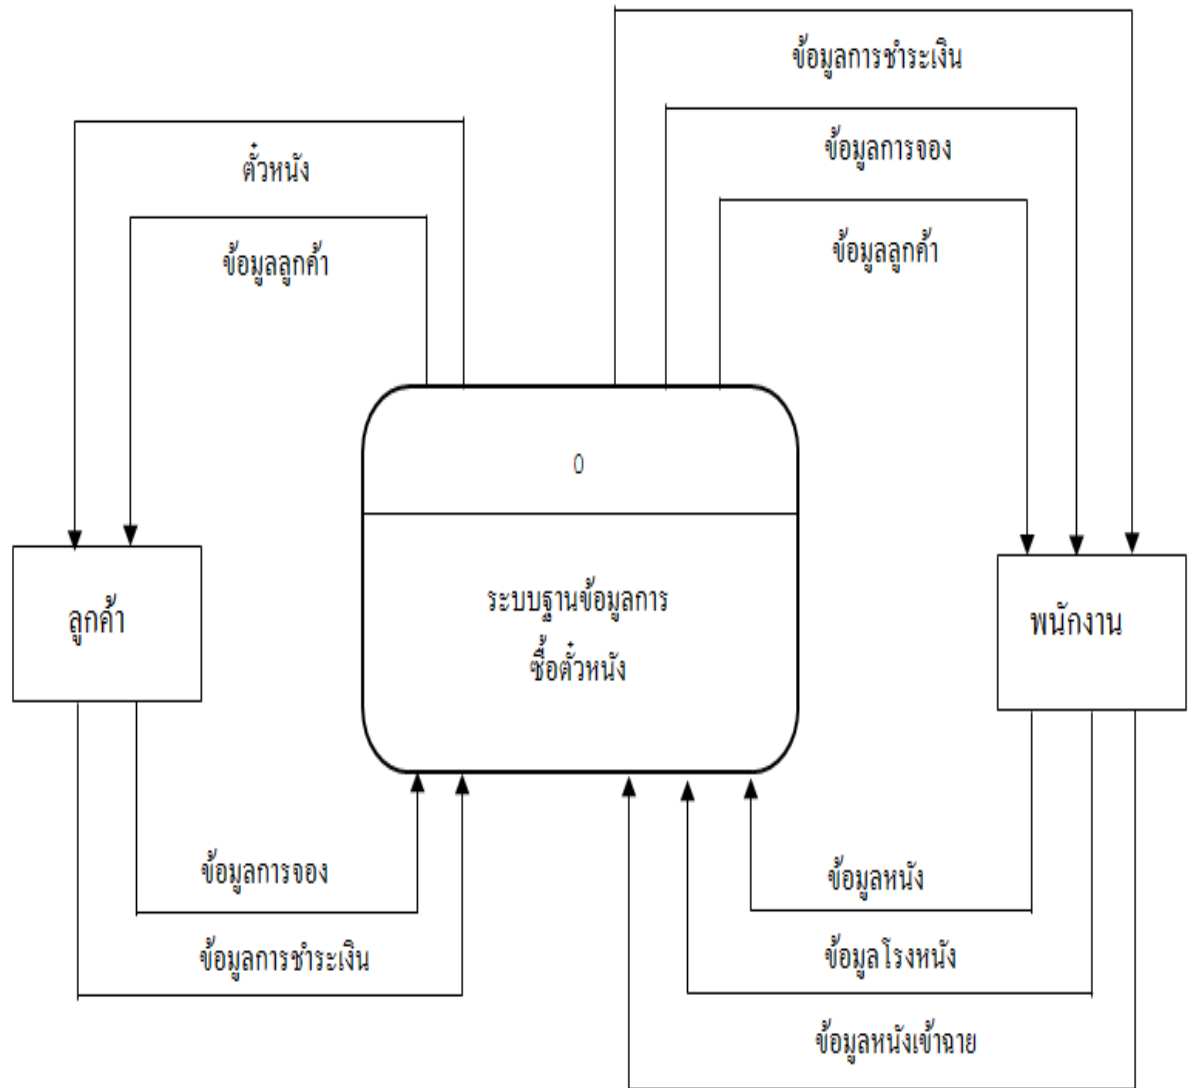 ข้อมูลการชำระเงิน
ข้อมูลการจอง
ตั๋วหนัง
ข้อมูลลูกค้า
ข้อมูลลูกค้า
0
ระบบฐานข้อมูลการ
ซื้อตั๋วหนัง
ลูกค้า
พนักงาน
ข้อมูลการจอง
ข้อมูลหนัง
ข้อมูลการชำระเงิน
ข้อมูลโรงหนัง
ข้อมูลหนังเข้าฉาย